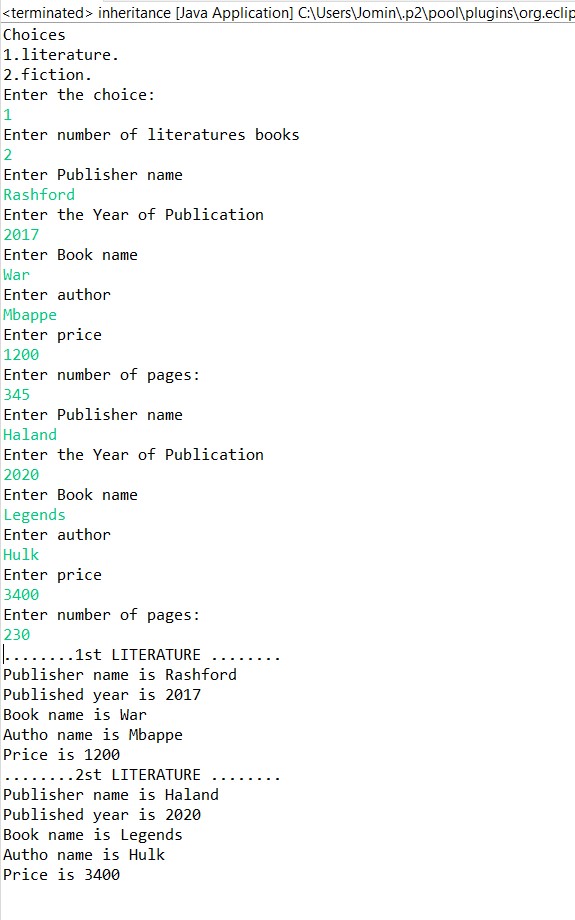 <terminated> inheritance [Java Application] C:\Users\Jomin\.p2\pool\plugins\org.eclip
Choices
1.literature.
2.fiction.
Enter the choice:
1
Enter number of literatures books
2
Enter Publisher name
Rashford
Enter the Year of Publication
2017
Enter Book name
War
Enter author
Mbappe
Enter price
1200
Enter number of pages:
345
Enter Publisher name
Haland
Enter the Year of Publication
2020
Enter Book name
Legends
Enter author
Hulk
Enter price
3400
Enter number of pages:
230
........1st LITERATURE ........
Publisher name is Rashford
Published year is 2017
Book name is War
Autho name is Mbappe
Price is 1200
........2st LITERATURE ........
Publisher name is Haland
Published year is 2020
Book name is Legends
Autho name is Hulk
Price is 3400